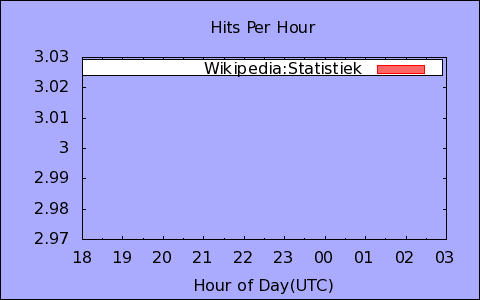 Hits Per Hour
3.03
Wikipedia:Statistiek
3.02
3.01
3
2.99
2.98
2.97
18 19 20 21 22 23 00 01 02 03
Hour of Day(UTC)